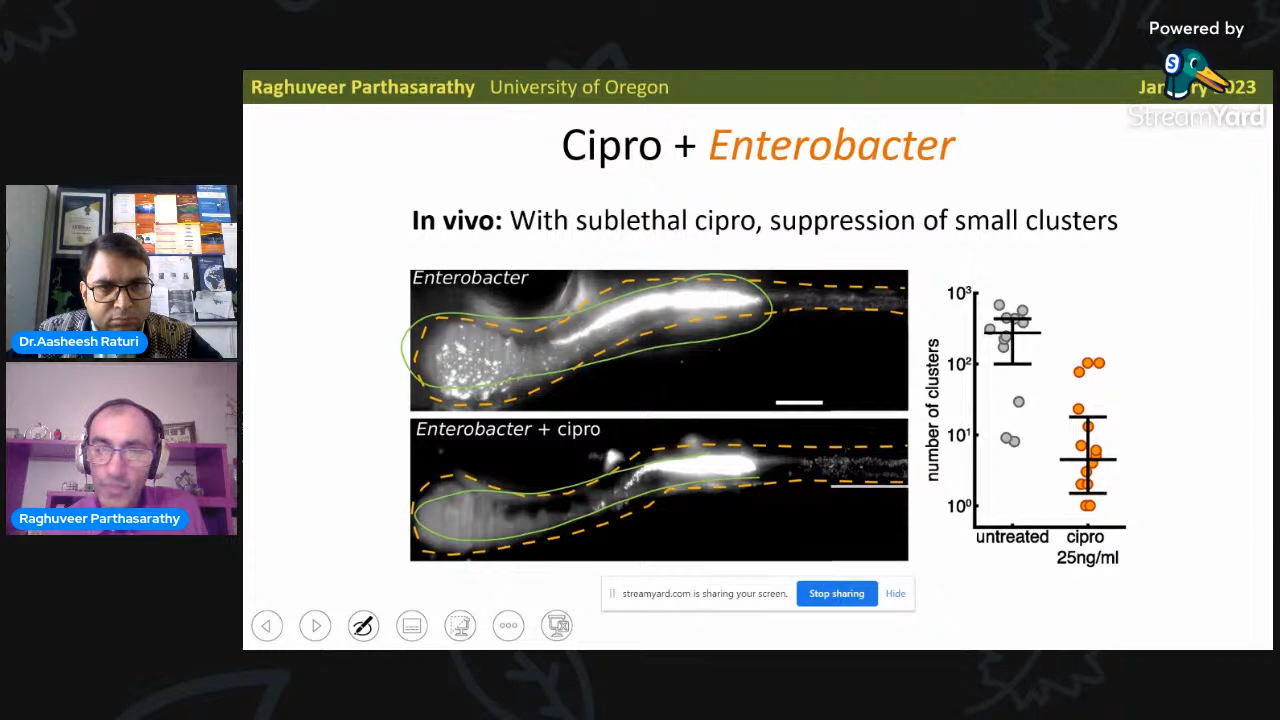 Powered by
StreamYard
Raghuveer Parthasarathy University of Oregon
2023
Cipro + Enterobacter
In vivo: With sublethal cipro, suppression of small clusters
Enterobacter
Enterobacter + cipro
number of clusters
10³
10²
10¹
10⁰
untreated
cipro
25ng/ml
Dr.Aasheesh Raturi
Raghuveer Parthasarathy
streamyard.com is sharing your screen.
Stop sharing
Hide